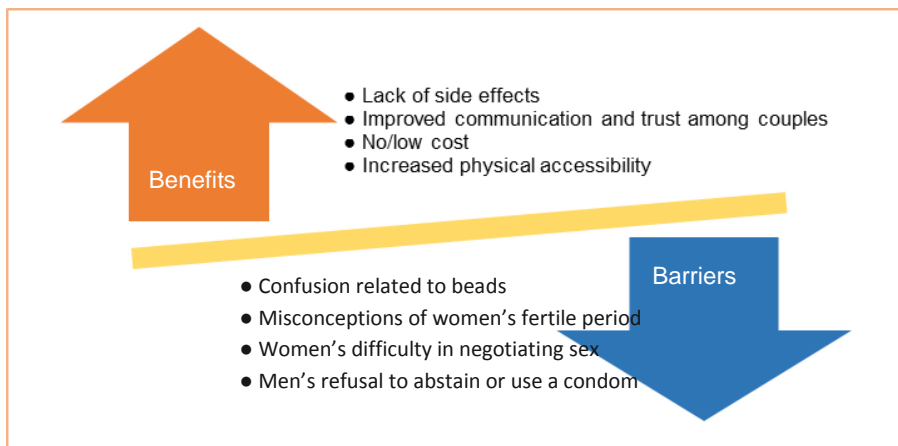 ● Lack of side effects
● Improved communication and trust among couples
● No/low cost
● Increased physical accessibility
Benefits
Barriers
● Confusion related to beads
● Misconceptions of women’s fertile period
● Women’s difficulty in negotiating sex
● Men’s refusal to abstain or use a condom